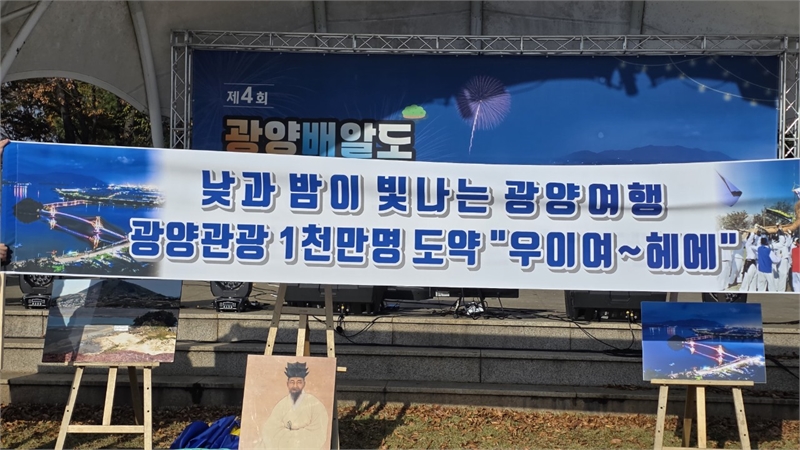 제4회
광양배알도
낮과 밤이 빛나는 광양여행
광양관광 1천만명 도약 "우이여~헤에"